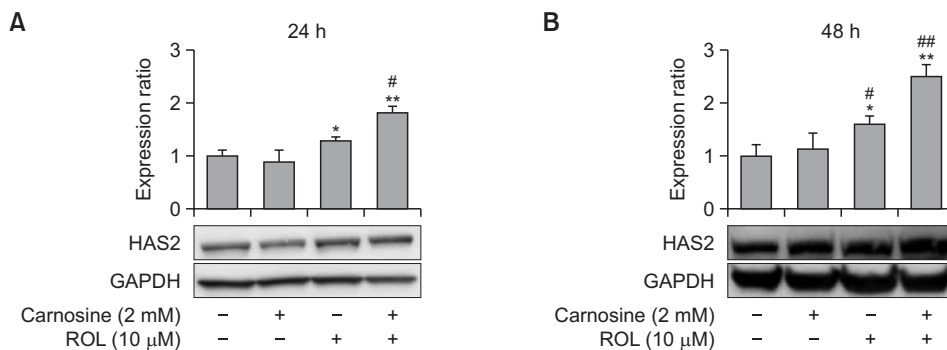 A
24 h
Expression ratio
3
2
1
0
*
#
**
HAS2
GAPDH
Carnosine (2 mM) – + – +
ROL (10 μM) – – + +
B
48 h
Expression ratio
3
2
1
0
#
*
##
**
HAS2
GAPDH
Carnosine (2 mM) – + – +
ROL (10 μM) – – + +